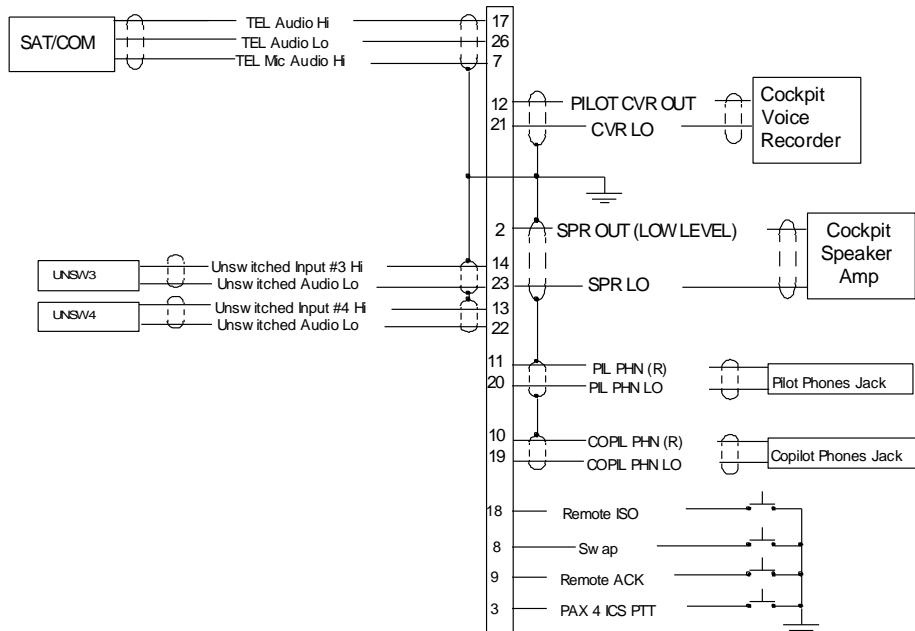 SAT/COM
TEL Audio Hi
17
TEL Audio Lo
26
TEL Mic Audio Hi
7
12
PILOT CVR OUT
21
CVR LO
Cockpit
Voice
Recorder
2
SPR OUT (LOW LEVEL)
SPR LO
Cockpit
Speaker
Amp
UNSW3
Unswitched Input #3 Hi
14
Unswitched Audio Lo
23
UNSW4
Unswitched Input #4 Hi
13
Unswitched Audio Lo
22
11
PIL PHN (R)
20
PIL PHN LO
Pilot Phones Jack
10
COPIL PHN (R)
19
COPIL PHN LO
Copilot Phones Jack
18
Remote ISO
8
Swap
9
Remote ACK
3
PAX 4 ICS PTT